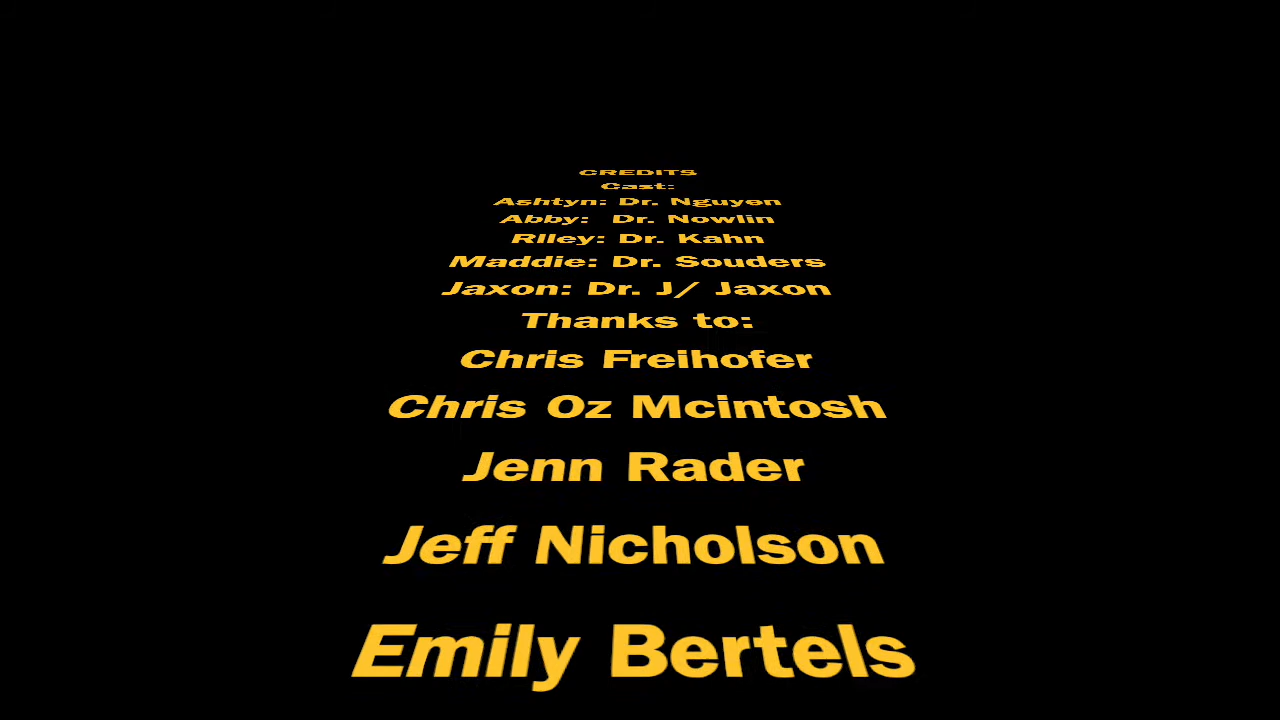 CREDITS
Cast:
Ashtyn: Dr. Nguyen
Abby: Dr. Nowlin
Riley: Dr. Kahn
Maddie: Dr. Souders
Jaxon: Dr. J/ Jaxon
Thanks to:
Chris Freihofer
Chris Oz Mcintosh
Jenn Rader
Jeff Nicholson
Emily Bertels